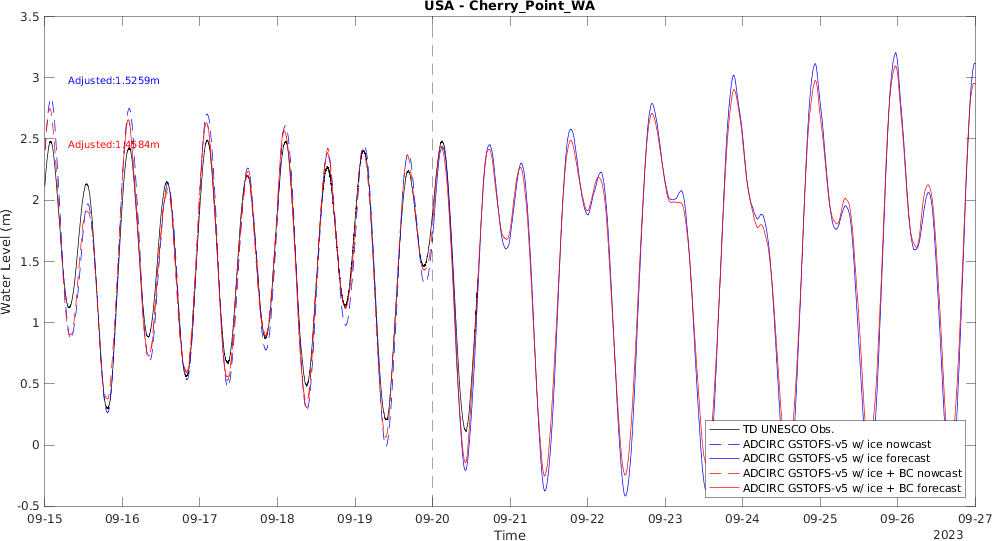 USA - Cherry_Point_WA
3.5
3
2.5
2
1.5
1
0.5
0
-0.5
Water Level (m)
Adjusted:1.5259m
Adjusted:1.4584m
TD UNESCO Obs.
ADCIRC GSTOFS-v5 w/ ice nowcast
ADCIRC GSTOFS-v5 w/ ice forecast
ADCIRC GSTOFS-v5 w/ ice + BC nowcast
ADCIRC GSTOFS-v5 w/ ice + BC forecast
09-15 09-16 09-17 09-18 09-19 09-20 09-21 09-22 09-23 09-24 09-25 09-26 09-27
Time
2023